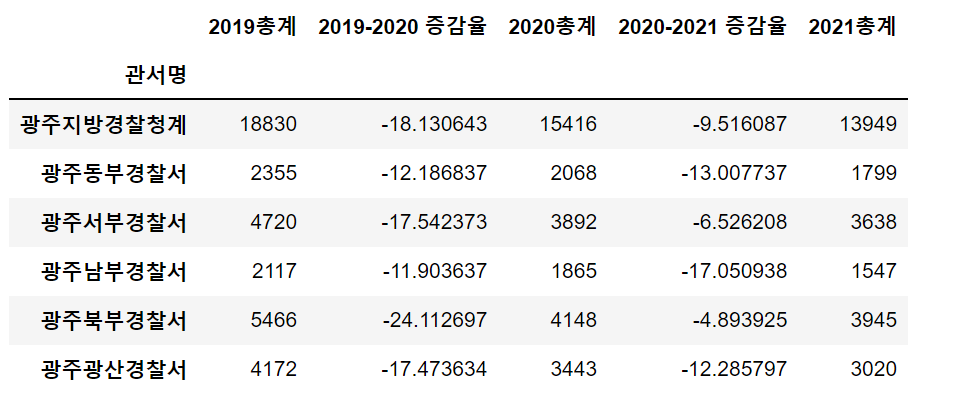 2019총계 2019-2020 증감율 2020총계 2020-2021 증감율 2021총계
관서명
광주지방경찰청계 18830 -18.130643 15416 -9.516087 13949
광주동부경찰서 2355 -12.186837 2068 -13.007737 1799
광주서부경찰서 4720 -17.542373 3892 -6.526208 3638
광주남부경찰서 2117 -11.903637 1865 -17.050938 1547
광주북부경찰서 5466 -24.112697 4148 -4.893925 3945
광주광산경찰서 4172 -17.473634 3443 -12.285797 3020